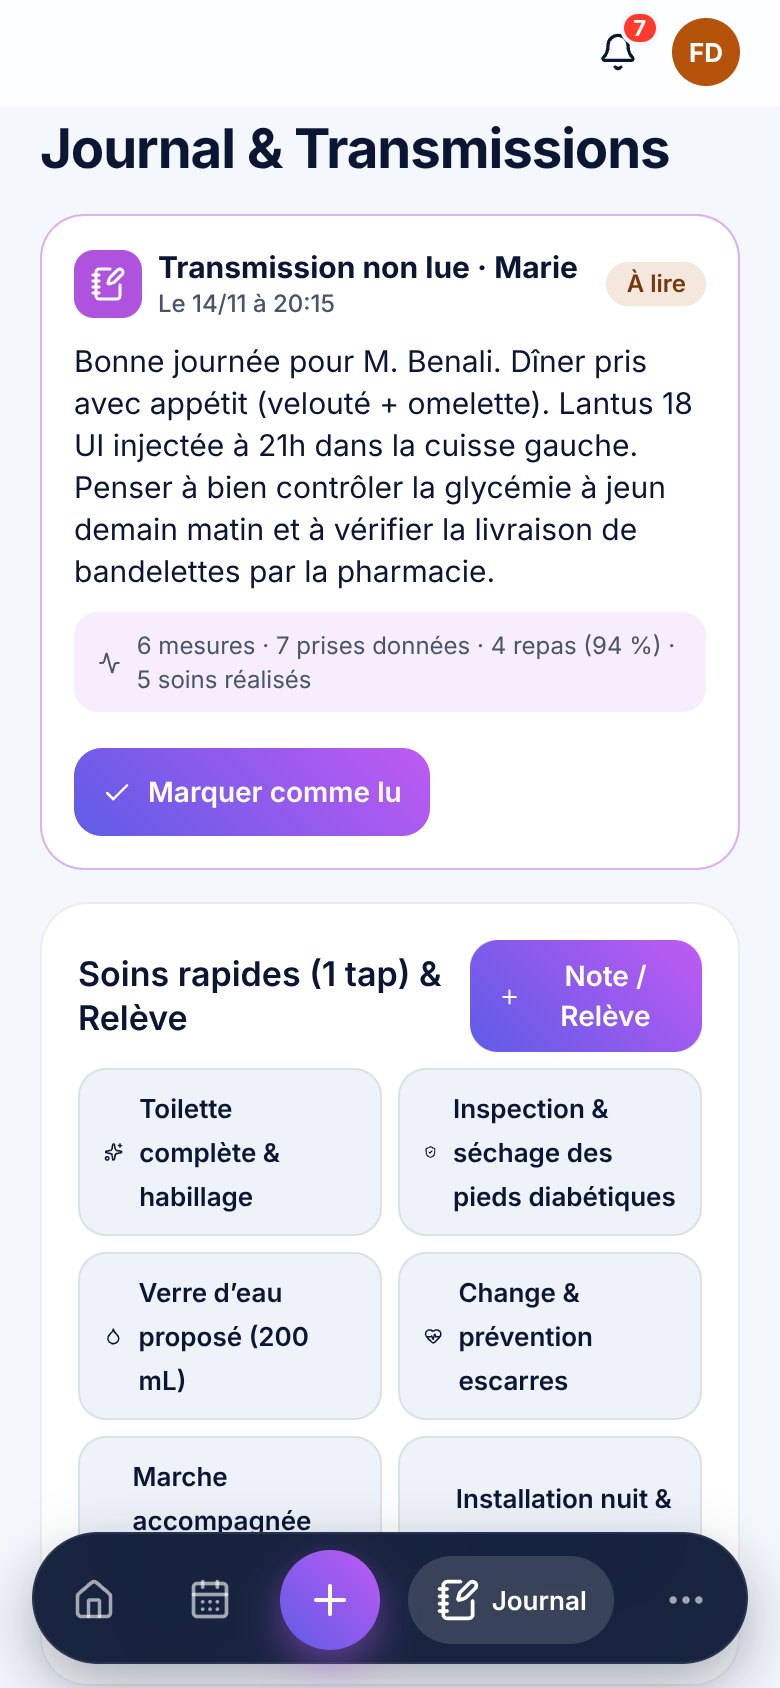 7
FD
Journal & Transmissions
Transmission non lue · Marie
Le 14/11 à 20:15
À lire
Bonne journée pour M. Benali. Dîner pris
avec appétit (velouté + omelette). Lantus 18
UI injectée à 21h dans la cuisse gauche.
Penser à bien contrôler la glycémie à jeun
demain matin et à vérifier la livraison de
bandelettes par la pharmacie.
6 mesures · 7 prises données · 4 repas (94 %) ·
5 soins réalisés
Marquer comme lu
Soins rapides (1 tap) &
Relève
Note /
Relève
Toilette
complète &
habillage
Inspection &
séchage des
pieds diabétiques
Verre d’eau
proposé (200
mL)
Change &
prévention
escarres
Marche
accompagnée
Installation nuit &
Journal